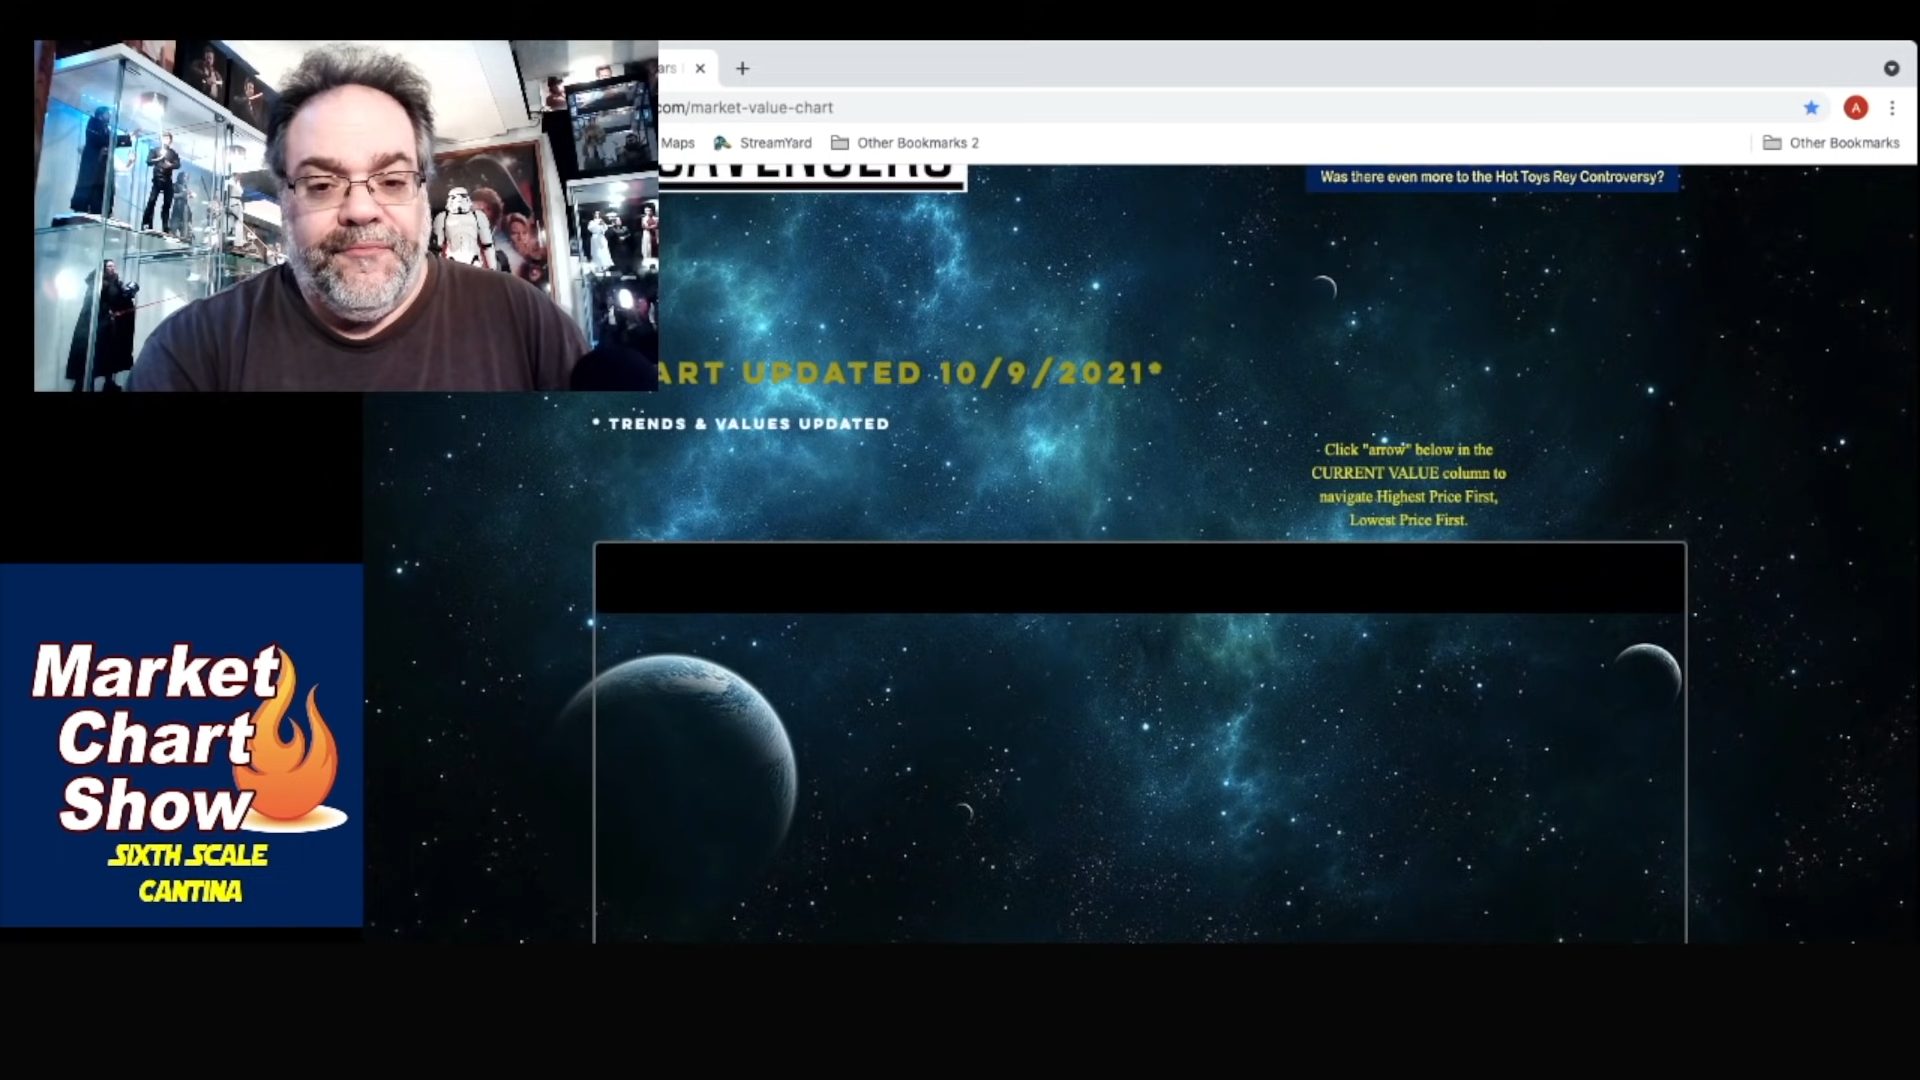 ars
com/market-value-chart
A
Maps
StreamYard
Other Bookmarks 2
Other Bookmarks
Was there even more to the Hot Toys Rey Controversy?
ART UPDATED 10/9/2021*
* TRENDS & VALUES UPDATED
Click "arrow" below in the
CURRENT VALUE column to
navigate Highest Price First,
Lowest Price First.
Market
Chart
Show
SIXTH SCALE
CANTINA